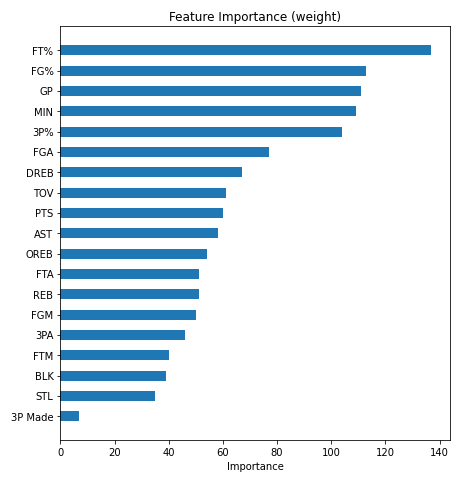 Feature Importance (weight)
FT%
FG%
GP
MIN
3P%
FGA
DREB
TOV
PTS
AST
OREB
FTA
REB
FGM
3PA
FTM
BLK
STL
3P Made
0 20 40 60 80 100 120 140
Importance